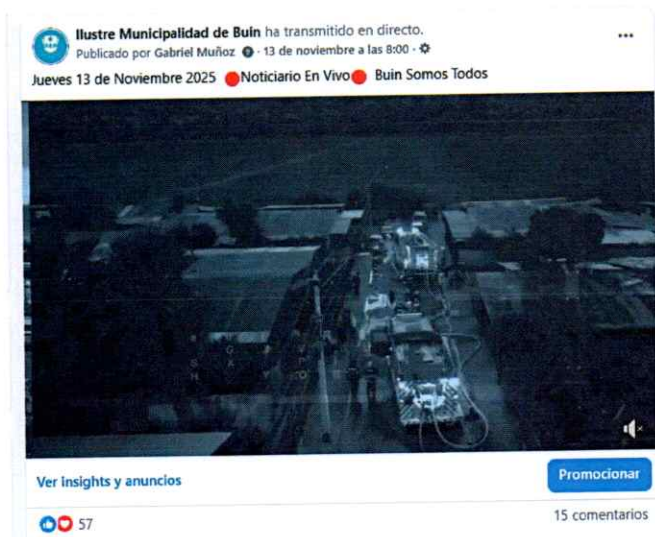 Ilustre Municipalidad de Buin ha transmitido en directo.
Publicado por Gabriel Muñoz · 13 de noviembre a las 8:00 ·
Jueves 13 de Noviembre 2025 🔴Noticiario En Vivo🔴 Buin Somos Todos
Ver insights y anuncios
Promocionar
57
15 comentarios